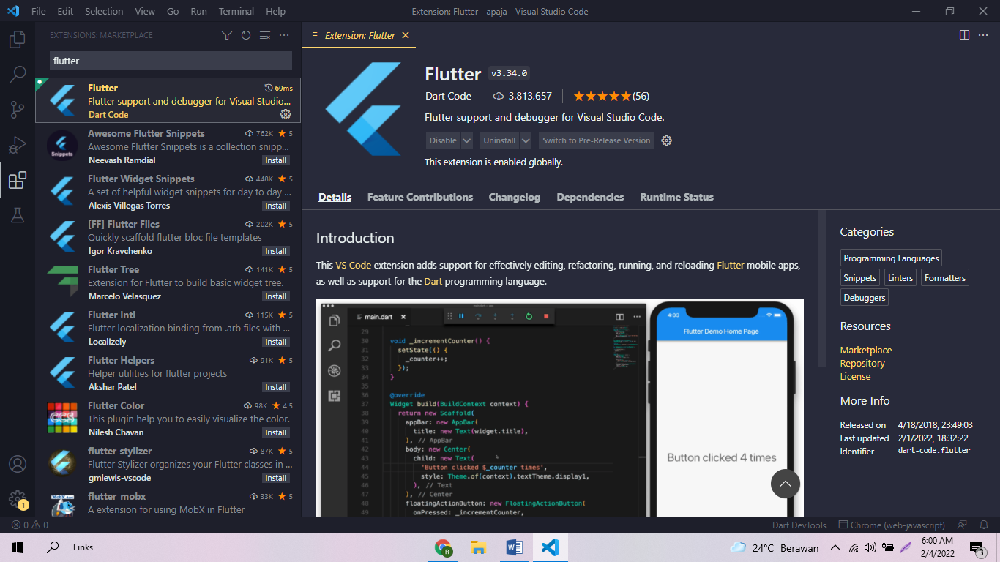 File Edit Selection View Go Run Terminal Help
Extension: Flutter - apaja - Visual Studio Code
EXTENSIONS: MARKETPLACE
flutter
Flutter 69ms
Flutter support and debugger for Visual Studio...
Dart Code
Awesome Flutter Snippets 762K 5
Awesome Flutter Snippets is a collection snipp...
Neevash Ramdial Install
Snippets
Flutter Widget Snippets 448K 5
A set of helpful widget snippets for day to day ...
Alexis Villegas Torres Install
[FF] Flutter Files 202K 5
Quickly scaffold flutter bloc file templates
Igor Kravchenko Install
Flutter Tree 141K 5
Extension for Flutter to build basic widget tree.
Marcelo Velasquez Install
Flutter Intl 115K 5
Flutter localization binding from .arb files with ...
Localizely Install
Flutter Helpers 91K 5
Helper utilities for flutter projects
Akshar Patel Install
Flutter Color 98K 4.5
This plugin help you to easily visualize the color.
Nilesh Chavan Install
CCS
flutter-stylizer 87K 5
Flutter Stylizer organizes your Flutter classes in ...
gmlewis-vscode Install
flutter_mobx 33K 5
A extension for using MobX in Flutter
Extension: Flutter
Flutter v3.34.0
Dart Code 3,813,657 (56)
Flutter support and debugger for Visual Studio Code.
Disable Uninstall Switch to Pre-Release Version
This extension is enabled globally.
Details Feature Contributions Changelog Dependencies Runtime Status
Introduction
This VS Code extension adds support for effectively editing, refactoring, running, and reloading Flutter mobile apps,
as well as support for the Dart programming language.
main.dart
29
30 void _incrementCounter() {
31 setState(() {
32 _counter++;
33 });
34 }
35
36 @override
37 Widget build(BuildContext context) {
38 return new Scaffold(
39 appBar: new AppBar(
40 title: new Text(widget.title),
41 ), // AppBar
42 body: new Center(
43 child: new Text(
44 'Button clicked $_counter times',
45 style: Theme.of(context).textTheme.display1,
46 ), // Text
47 ), // Center
48 floatingActionButton: new FloatingActionButton(
49 onPressed: _incrementCounter,
4:33
Flutter Demo Home Page
Button clicked 4 times
Categories
Programming Languages
Snippets Linters Formatters
Debuggers
Resources
Marketplace
Repository
License
More Info
Released on 4/18/2018, 23:49:03
Last updated 2/1/2022, 18:32:22
Identifier dart-code.flutter
1
0 0
Dart DevTools Chrome (web-javascript)
Links
24°C Berawan
6:00 AM
2/4/2022
3